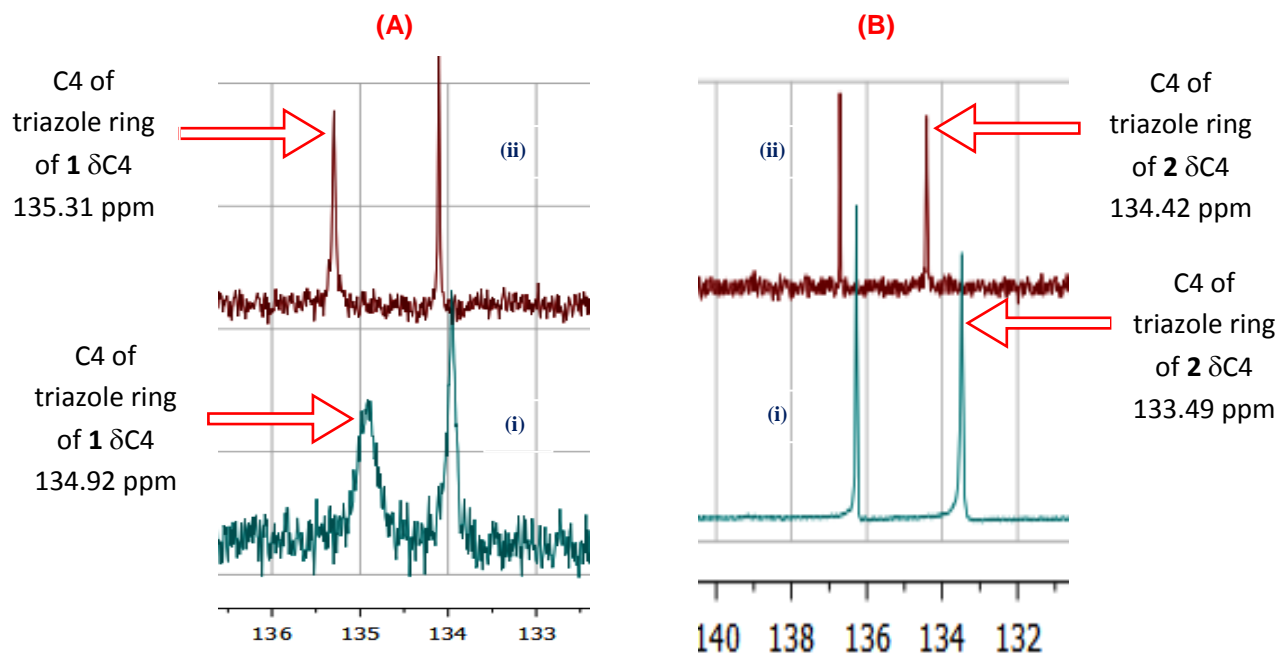 (A)
(B)
C4 of
triazole ring
of 1 δC4
135.31 ppm
(ii)
C4 of
triazole ring
of 1 δC4
134.92 ppm
(i)
136 135 134 133
(ii)
C4 of
triazole ring
of 2 δC4
134.42 ppm
(i)
C4 of
triazole ring
of 2 δC4
133.49 ppm
140 138 136 134 132